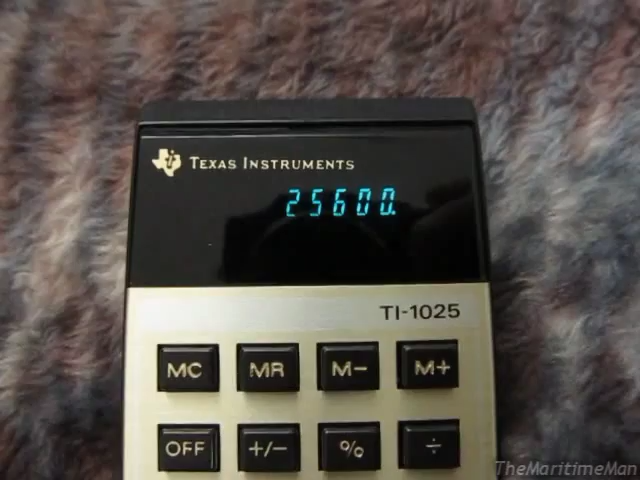 TEXAS INSTRUMENTS
25600.
TI-1025
MC MR M- M+
OFF +/- % ÷
TheMaritimeMan